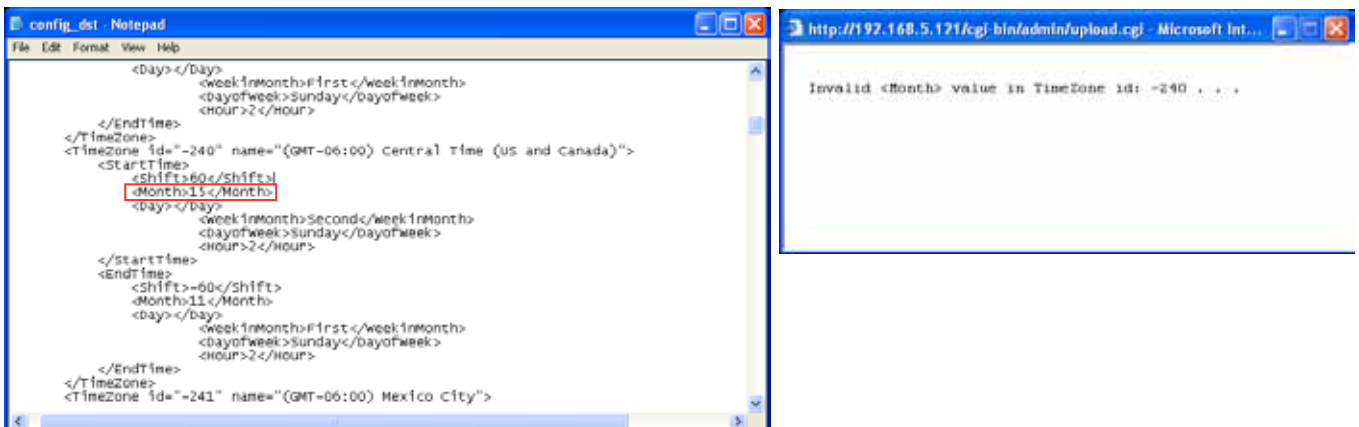 config_dst - Notepad
File Edit Format View Help
<Day></Day>
<WeekinMonth>First</WeekinMonth>
<DayofWeek>Sunday</DayofWeek>
<Hour>2</Hour>
</EndTime>
</TimeZone>
<TimeZone id="-240" name="(GMT-06:00) Central Time (US and Canada)">
<StartTime>
<Shift>60</Shift>
<Month>15</Month>
<Day></Day>
<WeekinMonth>Second</WeekinMonth>
<DayofWeek>Sunday</DayofWeek>
<Hour>2</Hour>
</StartTime>
<EndTime>
<Shift>-60</Shift>
<Month>11</Month>
<Day></Day>
<WeekinMonth>First</WeekinMonth>
<DayofWeek>Sunday</DayofWeek>
<Hour>2</Hour>
</EndTime>
</TimeZone>
<TimeZone id="-241" name="(GMT-06:00) Mexico City">
http://192.168.5.121/cgi-bin/admin/upload.cgi - Microsoft Int...
Invalid <Month> value in TimeZone id: -240 . . .